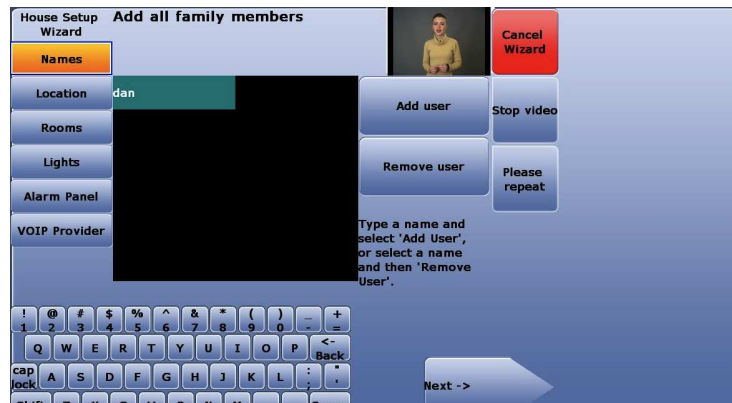 House Setup
Wizard
Add all family members
Cancel
Wizard
Names
Location
dan
Add user
Stop video
Rooms
Lights
Remove user
Please
repeat
Alarm Panel
VOIP Provider
Type a name and
select 'Add User',
or select a name
and then 'Remove
User'.
! @ # $ % ^ & * ( ) _ +
1 2 3 4 5 6 7 8 9 0 - =
Q W E R T Y U I O P <-
Back
cap
lock
A S D F G H J K L : "
; '
Next ->